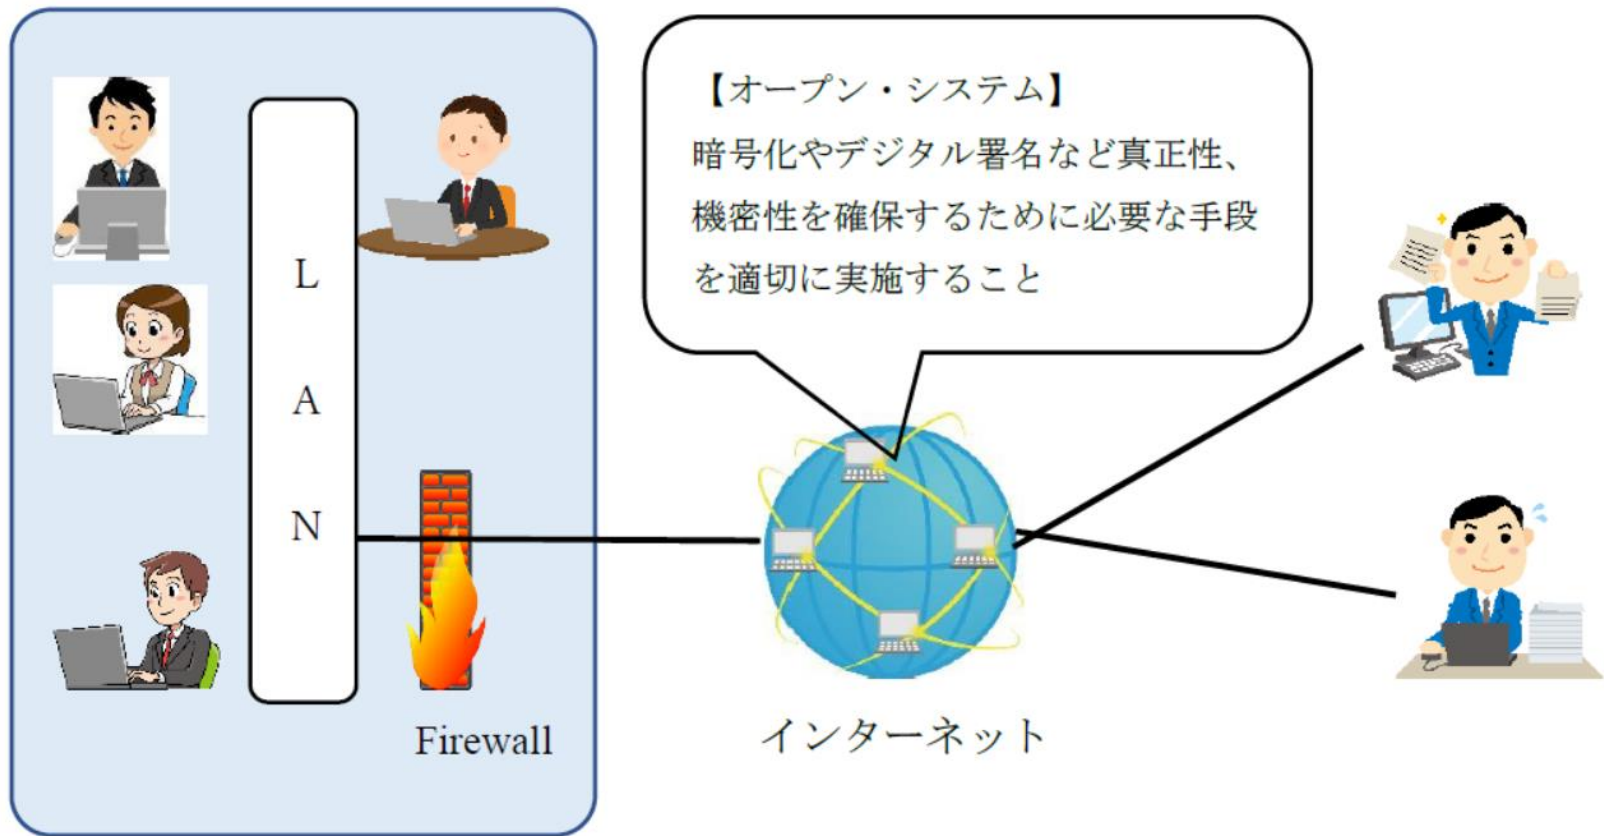 【オープン・システム】
暗号化やデジタル署名など真正性、
機密性を確保するために必要な手段
を適切に実施すること
L
A
N
Firewall
インターネット